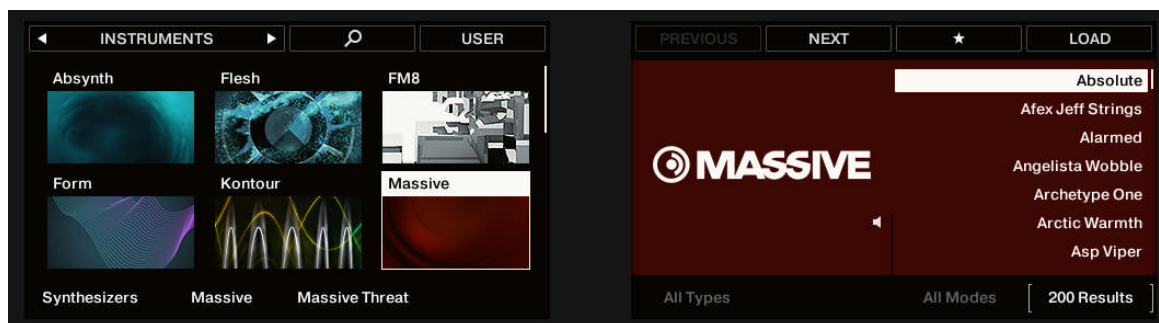 INSTRUMENTS USER
Absynth Flesh FM8
Form Kontour Massive
Synthesizers Massive Massive Threat
PREVIOUS NEXT ★ LOAD
MASSIVE
Absolute
Afex Jeff Strings
Alarmed
Angelista Wobble
Archetype One
Arctic Warmth
Asp Viper
All Types All Modes [ 200 Results ]